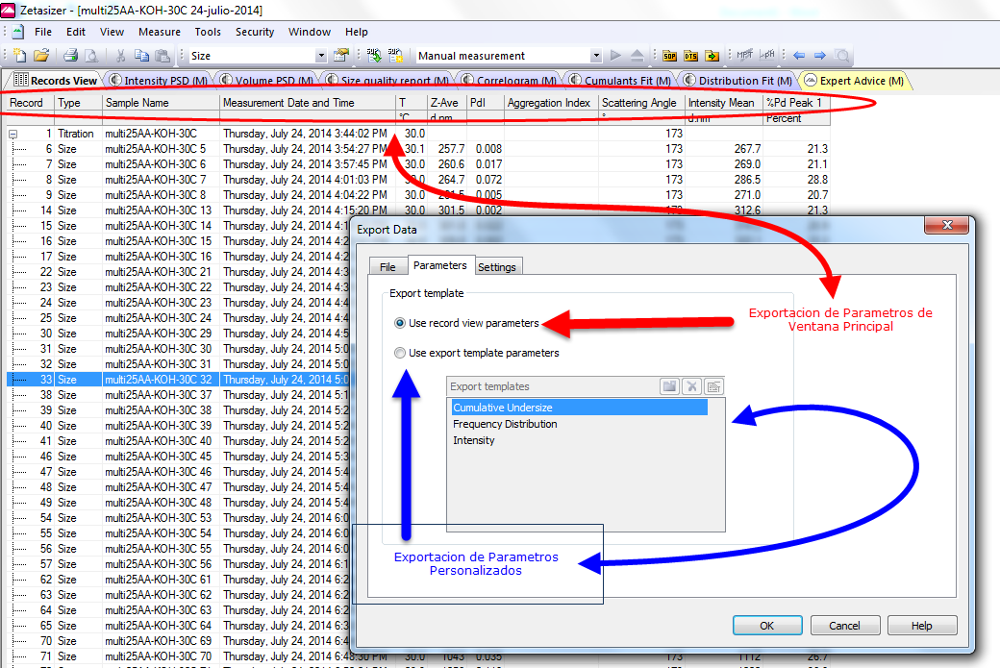 Zetasizer - [multi25AA-KOH-30C 24-julio-2014]
File Edit View Measure Tools Security Window Help
Size Manual measurement SOP DTS
Records View Intensity PSD (M) Volume PSD (M) Size quality report (M) Correlogram (M) Cumulants Fit (M) Distribution Fit (M) Expert Advice (M)
Record Type Sample Name Measurement Date and Time T Z-Ave PdI Aggregation Index Scattering Angle Intensity Mean %Pd Peak 1
°C d.nm ° d.nm Percent
1 Titration multi25AA-KOH-30C Thursday, July 24, 2014 3:44:02 PM 30.0 173
6 Size multi25AA-KOH-30C 5 Thursday, July 24, 2014 3:54:27 PM 30.1 257.7 0.008 173 267.7 21.3
7 Size multi25AA-KOH-30C 6 Thursday, July 24, 2014 3:57:45 PM 30.0 260.6 0.017 173 269.0 21.1
8 Size multi25AA-KOH-30C 7 Thursday, July 24, 2014 4:01:03 PM 30.0 264.7 0.072 173 286.5 28.8
9 Size multi25AA-KOH-30C 8 Thursday, July 24, 2014 4:04:22 PM 30.0 0.005 173 271.0 20.7
14 Size multi25AA-KOH-30C 13 Thursday, July 24, 2014 4:15:20 PM 30.0 301.5 0.002 173 312.6 21.3
15 Size multi25AA-KOH-30C 14 Thursday, July 24, 2014 4:1
16 Size multi25AA-KOH-30C 15 Thursday, July 24, 2014 4:2
17 Size multi25AA-KOH-30C 16 Thursday, July 24, 2014 4:2
22 Size multi25AA-KOH-30C 21 Thursday, July 24, 2014 4:3
23 Size multi25AA-KOH-30C 22 Thursday, July 24, 2014 4:3
24 Size multi25AA-KOH-30C 23 Thursday, July 24, 2014 4:4
25 Size multi25AA-KOH-30C 24 Thursday, July 24, 2014 4:4
30 Size multi25AA-KOH-30C 29 Thursday, July 24, 2014 4:5
31 Size multi25AA-KOH-30C 30 Thursday, July 24, 2014 5:0
32 Size multi25AA-KOH-30C 31 Thursday, July 24, 2014 5:0
33 Size multi25AA-KOH-30C 32 Thursday, July 24, 2014 5:0
38 Size multi25AA-KOH-30C 37 Thursday, July 24, 2014 5:1
39 Size multi25AA-KOH-30C 38 Thursday, July 24, 2014 5:2
40 Size multi25AA-KOH-30C 39 Thursday, July 24, 2014 5:2
41 Size multi25AA-KOH-30C 40 Thursday, July 24, 2014 5:2
46 Size multi25AA-KOH-30C 45 Thursday, July 24, 2014 5:3
47 Size multi25AA-KOH-30C 46 Thursday, July 24, 2014 5:4
48 Size multi25AA-KOH-30C 47 Thursday, July 24, 2014 5:4
49 Size multi25AA-KOH-30C 48 Thursday, July 24, 2014 5:4
54 Size multi25AA-KOH-30C 53 Thursday, July 24, 2014 6:0
55 Size multi25AA-KOH-30C 54 Thursday, July 24, 2014 6:0
56 Size multi25AA-KOH-30C 55 Thursday, July 24, 2014 6:0
57 Size multi25AA-KOH-30C 56 Thursday, July 24, 2014 6:1
62 Size multi25AA-KOH-30C 61 Thursday, July 24, 2014 6:2
63 Size multi25AA-KOH-30C 62 Thursday, July 24, 2014 6:2
64 Size multi25AA-KOH-30C 63 Thursday, July 24, 2014 6:2
65 Size multi25AA-KOH-30C 64 Thursday, July 24, 2014 6:3
70 Size multi25AA-KOH-30C 69 Thursday, July 24, 2014 6:4
71 Size multi25AA-KOH-30C 70 Thursday, July 24, 2014 6:48:30 PM
Export Data
File Parameters Settings
Export template
Use record view parameters
Exportacion de Parametros de
Ventana Principal
Use export template parameters
Export templates
Cumulative Undersize
Frequency Distribution
Intensity
Exportacion de Parametros
Personalizados
OK Cancel Help